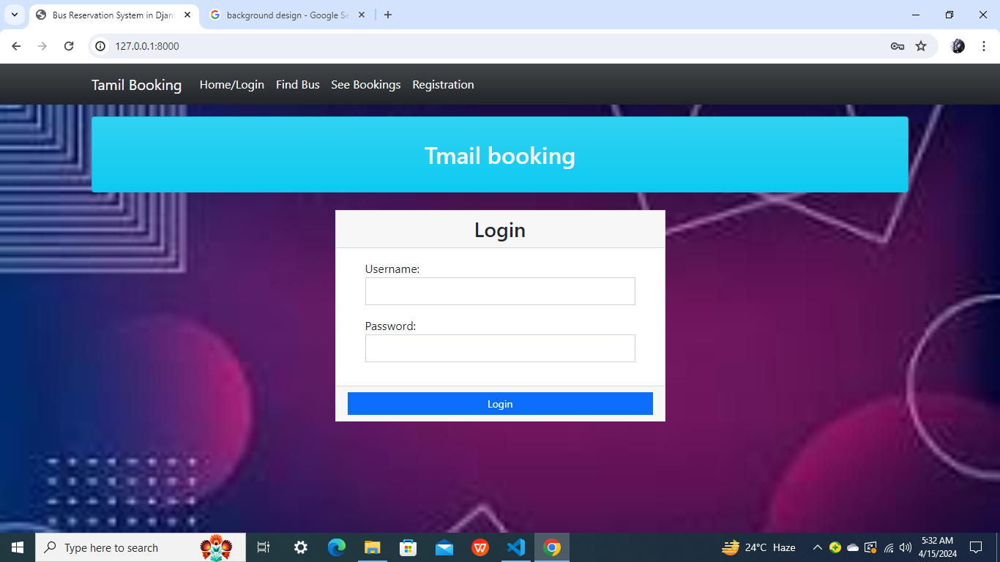 Bus Reservation System in Djan
background design - Google Se
127.0.0.1:8000
Tamil Booking Home/Login Find Bus See Bookings Registration
Tmail booking
Login
Username:
Password:
Login
Type here to search
24°C Haze
5:32 AM
4/15/2024